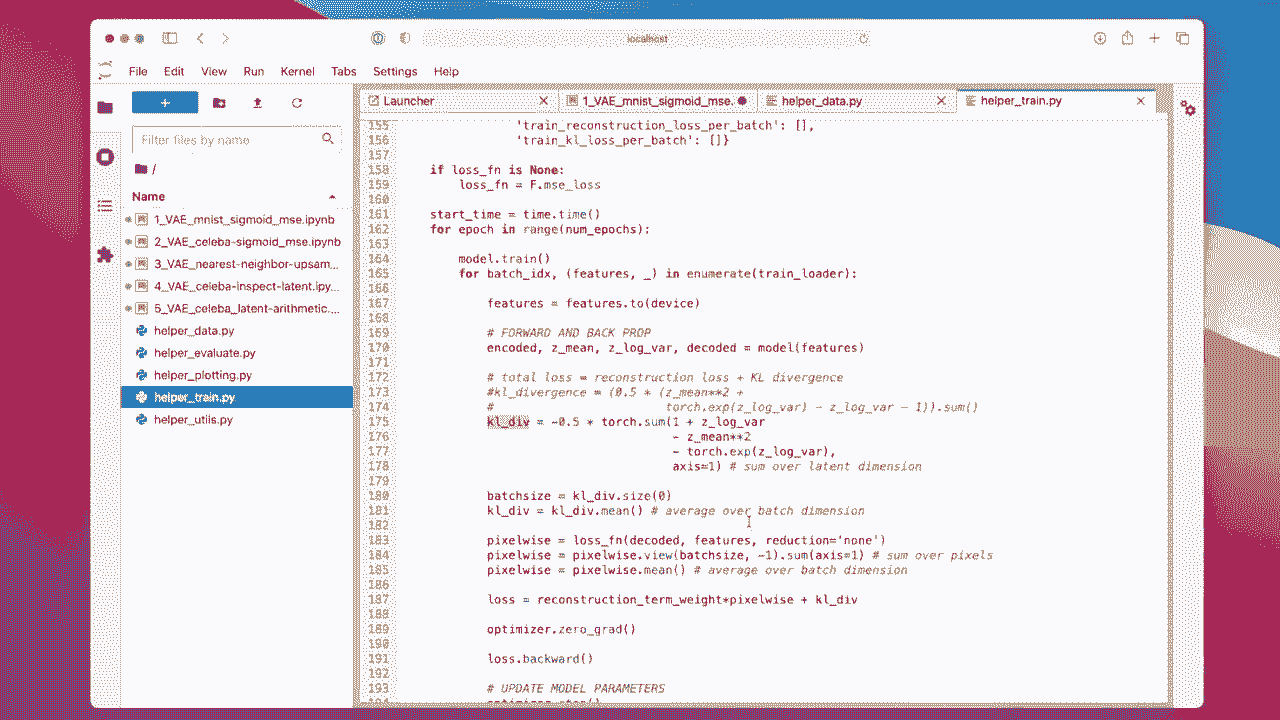 localhost
File Edit View Run Kernel Tabs Settings Help
Launcher
1_VAE_mnist_sigmoid_mse.
helper_data.py
helper_train.py
Filter files by name
/
Name
1_VAE_mnist_sigmoid_mse.ipynb
2_VAE_celeba-sigmoid_mse.ipynb
3_VAE_nearest-neighbor-upsam...
4_VAE_celeba-inspect-latent.ipy...
5_VAE_celeba_latent-arithmetic....
helper_data.py
helper_evaluate.py
helper_plotting.py
helper_train.py
helper_utils.py
155 'train_reconstruction_loss_per_batch': [],
156 'train_kl_loss_per_batch': []}
157
158 if loss_fn is None:
159 loss_fn = F.mse_loss
160
161 start_time = time.time()
162 for epoch in range(num_epochs):
163
164 model.train()
165 for batch_idx, (features, _) in enumerate(train_loader):
166
167 features = features.to(device)
168
169 # FORWARD AND BACK PROP
170 encoded, z_mean, z_log_var, decoded = model(features)
171
172 # total loss = reconstruction loss + KL divergence
173 #kl_divergence = (0.5 * (z_mean**2 +
174 # torch.exp(z_log_var) - z_log_var - 1)).sum()
175 kl_div = -0.5 * torch.sum(1 + z_log_var
176 - z_mean**2
177 - torch.exp(z_log_var),
178 axis=1) # sum over latent dimension
179
180 batchsize = kl_div.size(0)
181 kl_div = kl_div.mean() # average over batch dimension
182
183 pixelwise = loss_fn(decoded, features, reduction='none')
184 pixelwise = pixelwise.view(batchsize, -1).sum(axis=1) # sum over pixels
185 pixelwise = pixelwise.mean() # average over batch dimension
186
187 loss = reconstruction_term_weight*pixelwise + kl_div
188
189 optimizer.zero_grad()
190
191 loss.backward()
192
193 # UPDATE MODEL PARAMETERS